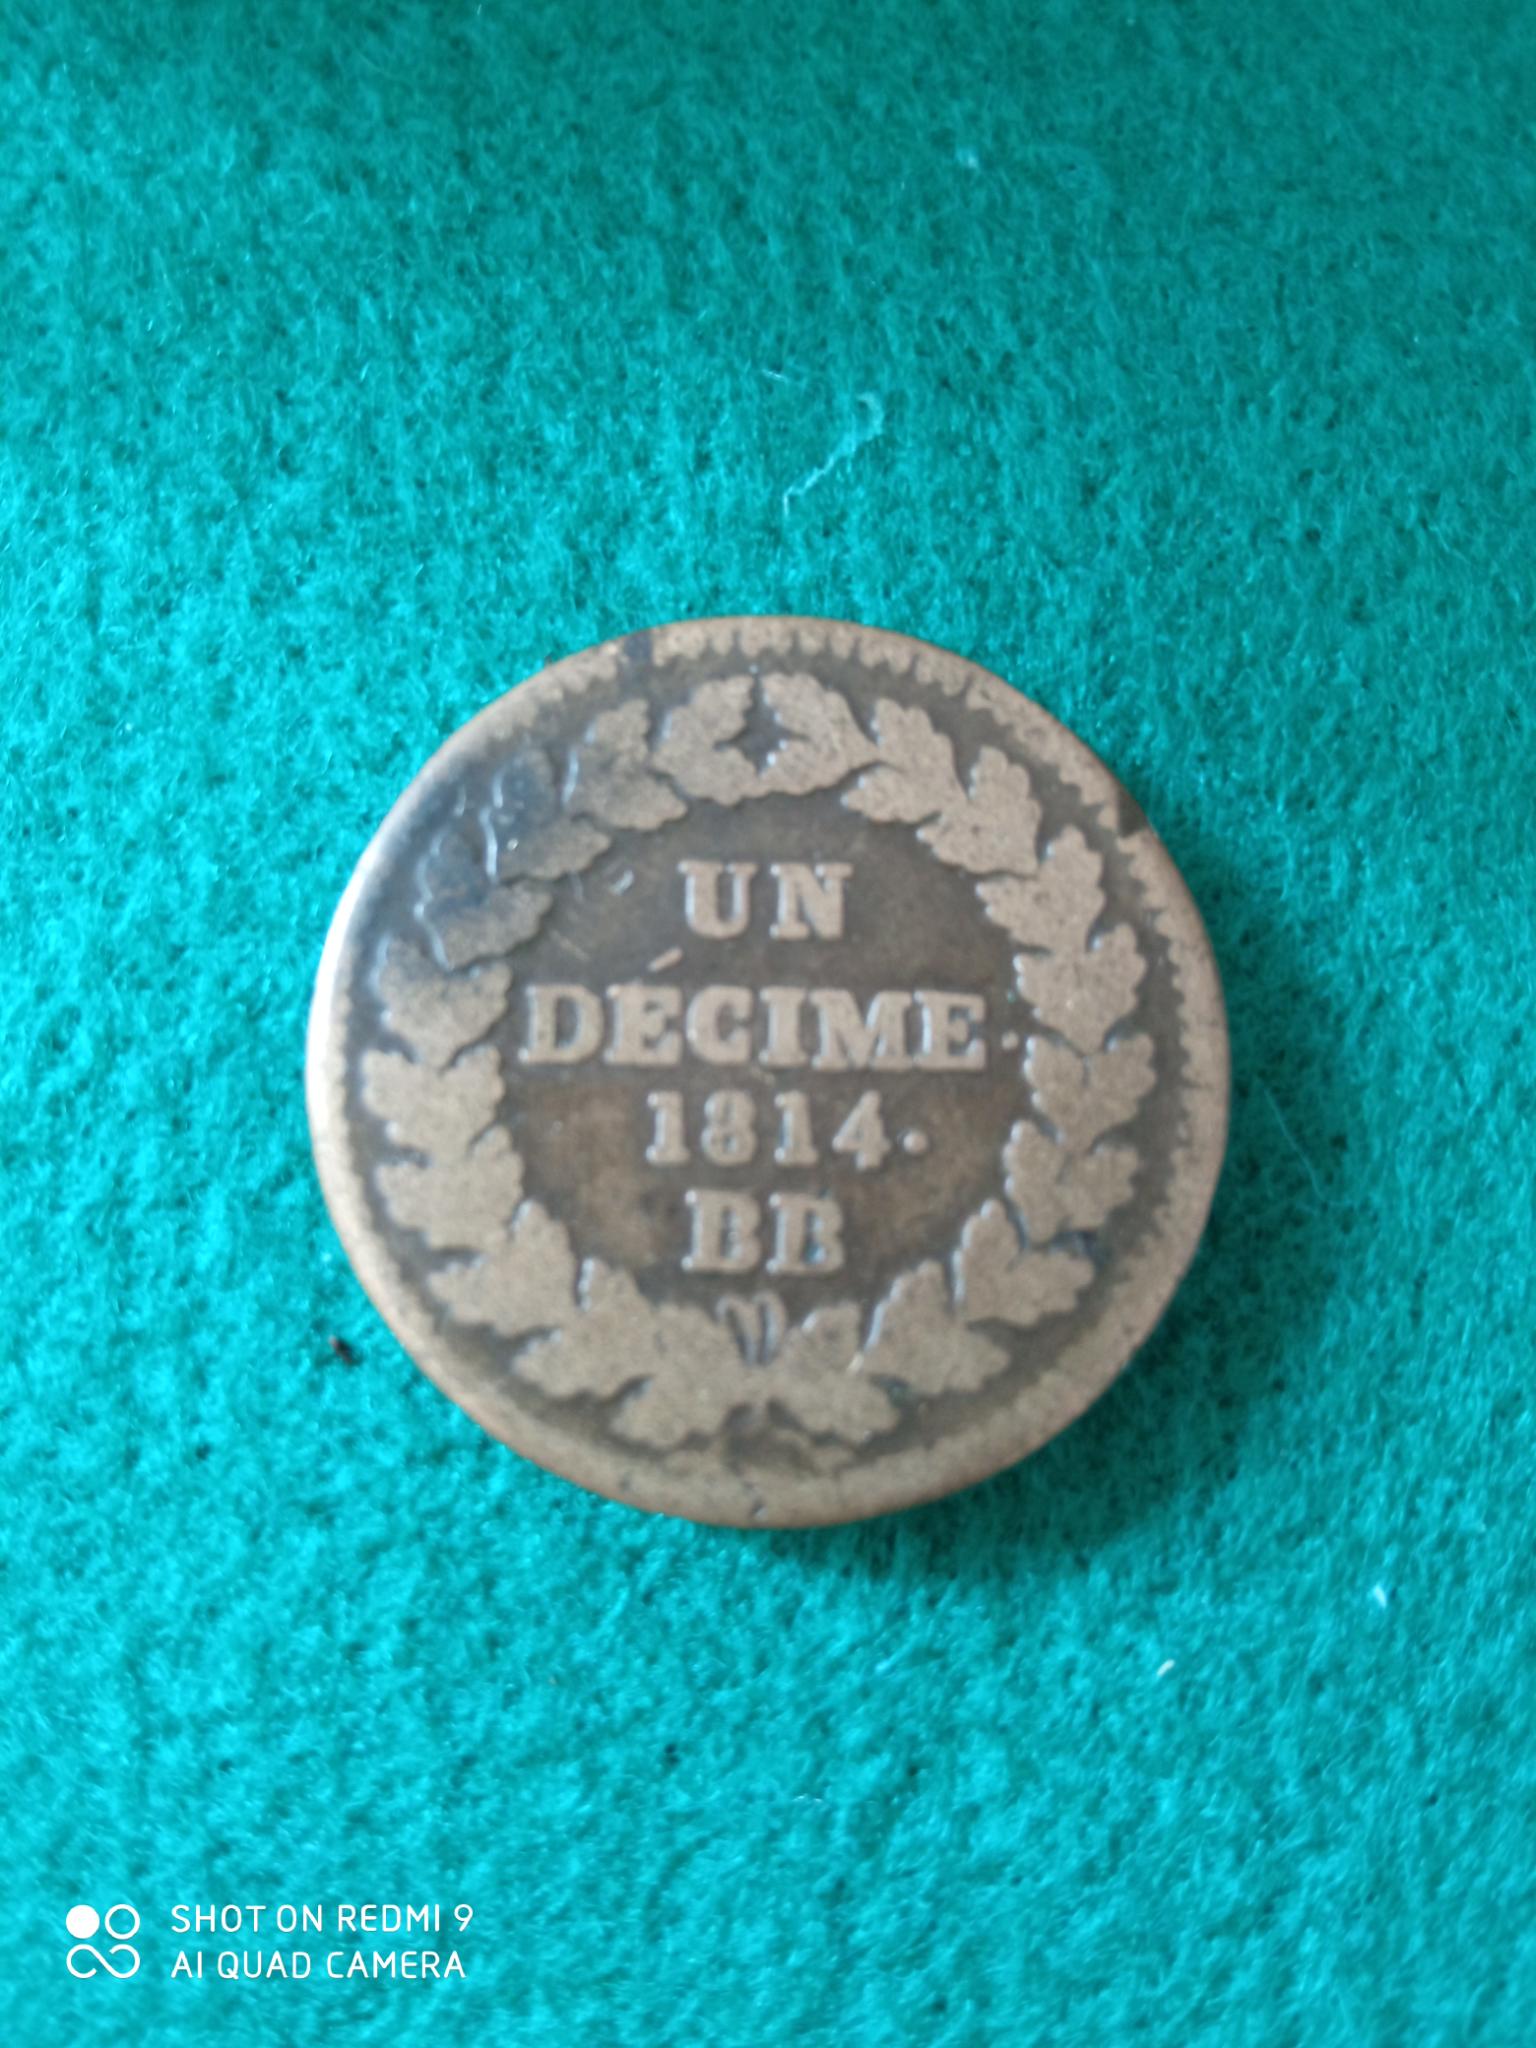 UN
DÉCIME.
1814.
BB
SHOT ON REDMI 9
AI QUAD CAMERA